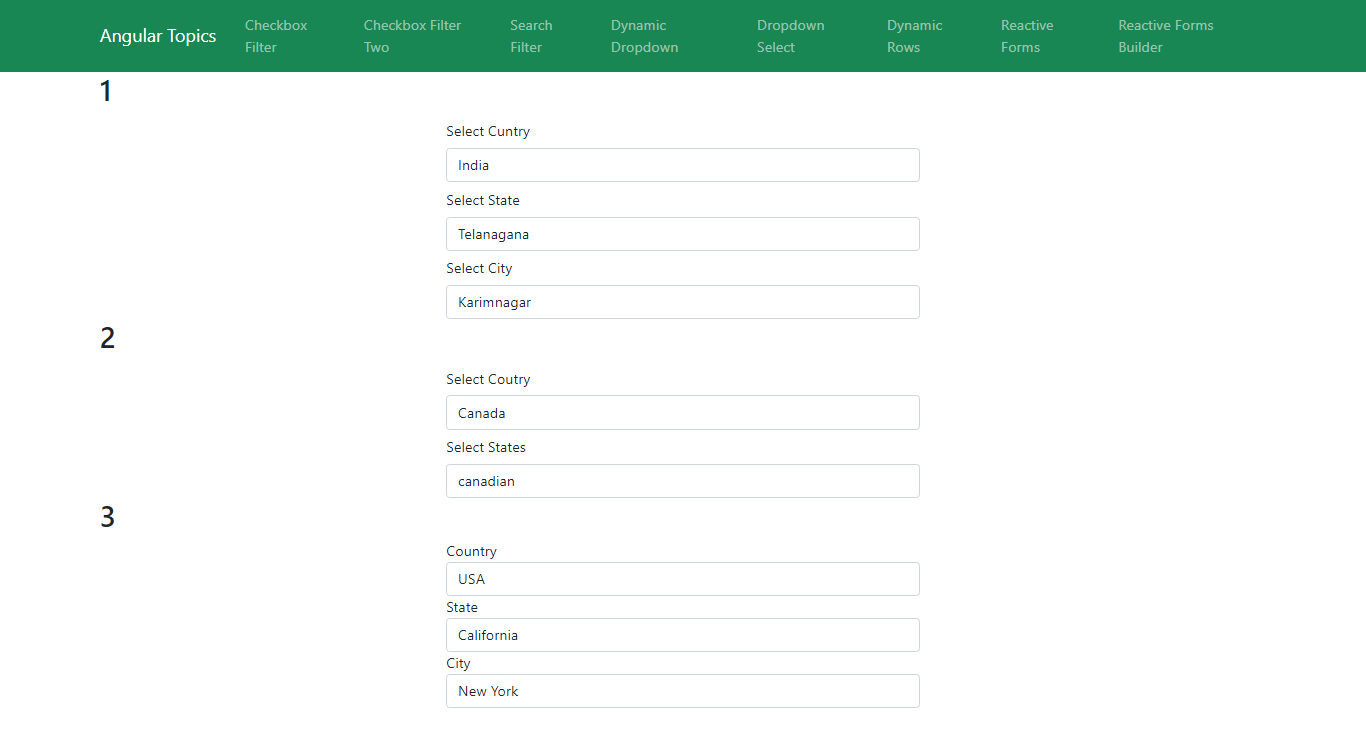 Angular Topics
Checkbox
Filter
Checkbox Filter
Two
Search
Filter
Dynamic
Dropdown
Dropdown
Select
Dynamic
Rows
Reactive
Forms
Reactive Forms
Builder
1
Select Cuntry
India
Select State
Telanagana
Select City
Karimnagar
2
Select Coutry
Canada
Select States
canadian
3
Country
USA
State
California
City
New York